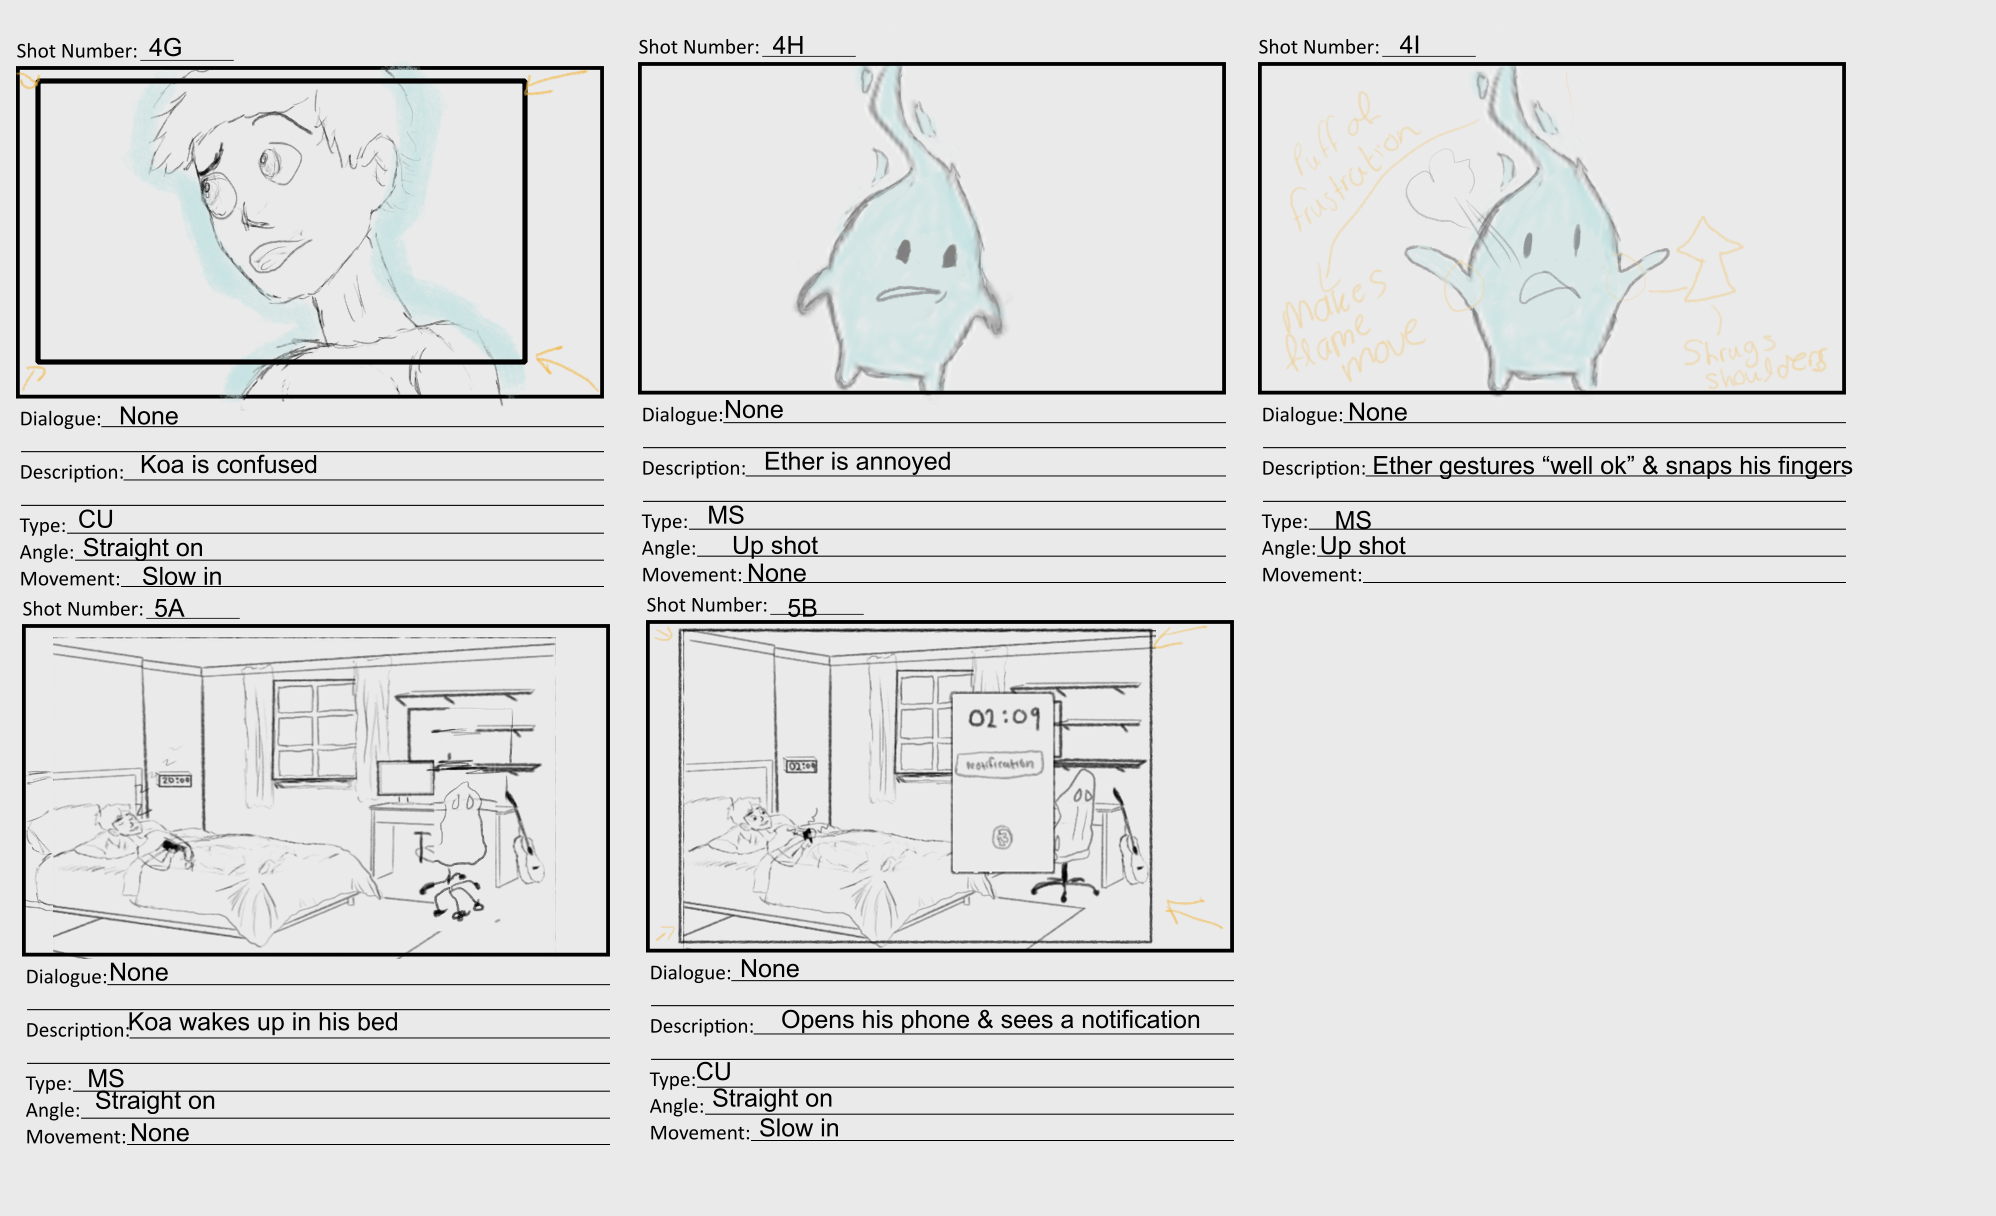 Shot Number: 4G
Dialogue: None
Description: Koa is confused
Type: CU
Angle: Straight on
Movement: Slow in
Shot Number: 4H
Dialogue: None
Description: Ether is annoyed
Type: MS
Angle: Up shot
Movement: None
Shot Number: 4I
Puff of
frustration
Makes
flame
move
Shrugs
shoulders
Dialogue: None
Description: Ether gestures “well ok” & snaps his fingers
Type: MS
Angle: Up shot
Movement:
Shot Number: 5A
20:09
Dialogue: None
Description: Koa wakes up in his bed
Type: MS
Angle: Straight on
Movement: None
Shot Number: 5B
02:09
02:09
Notification
Dialogue: None
Description: Opens his phone & sees a notification
Type: CU
Angle: Straight on
Movement: Slow in